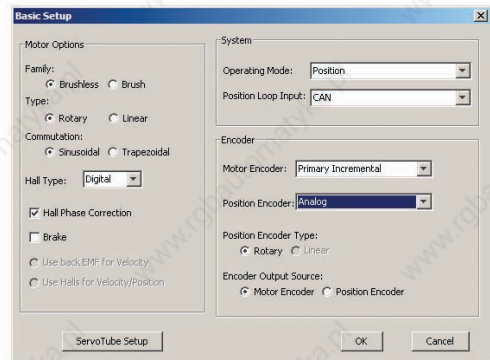 Basic Setup
Motor Options
Family:
Brushless Brush
Type:
Rotary Linear
Commutation:
Sinusoidal Trapezoidal
Hall Type: Digital
Hall Phase Correction
Brake
Use back EMF for Velocity
Use Halls for Velocity/Position
System
Operating Mode: Position
Position Loop Input: CAN
Encoder
Motor Encoder: Primary Incremental
Position Encoder: Analog
Position Encoder Type:
Rotary Linear
Encoder Output Source:
Motor Encoder Position Encoder
ServoTube Setup
OK Cancel